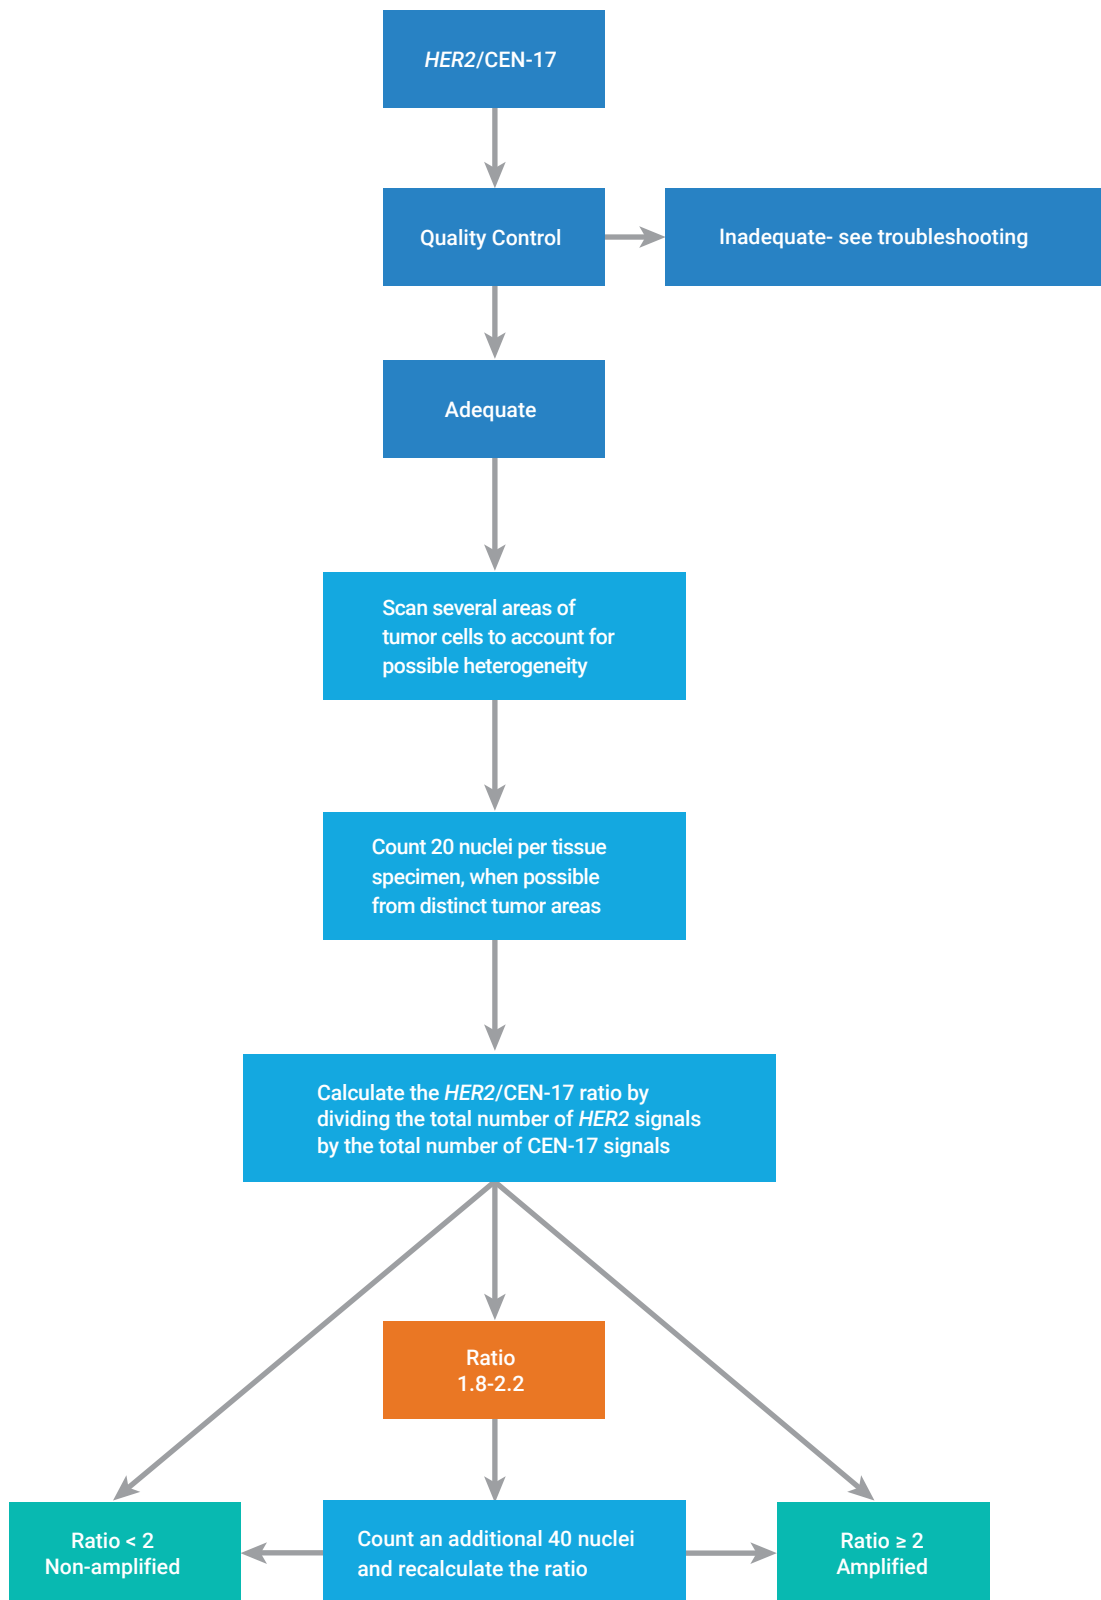 HER2/CEN-17
Quality Control
Inadequate- see troubleshooting
Adequate
Scan several areas of
tumor cells to account for
possible heterogeneity
Count 20 nuclei per tissue
specimen, when possible
from distinct tumor areas
Calculate the HER2/CEN-17 ratio by
dividing the total number of HER2 signals
by the total number of CEN-17 signals
Ratio
1.8-2.2
Ratio < 2
Non-amplified
Count an additional 40 nuclei
and recalculate the ratio
Ratio ≥ 2
Amplified